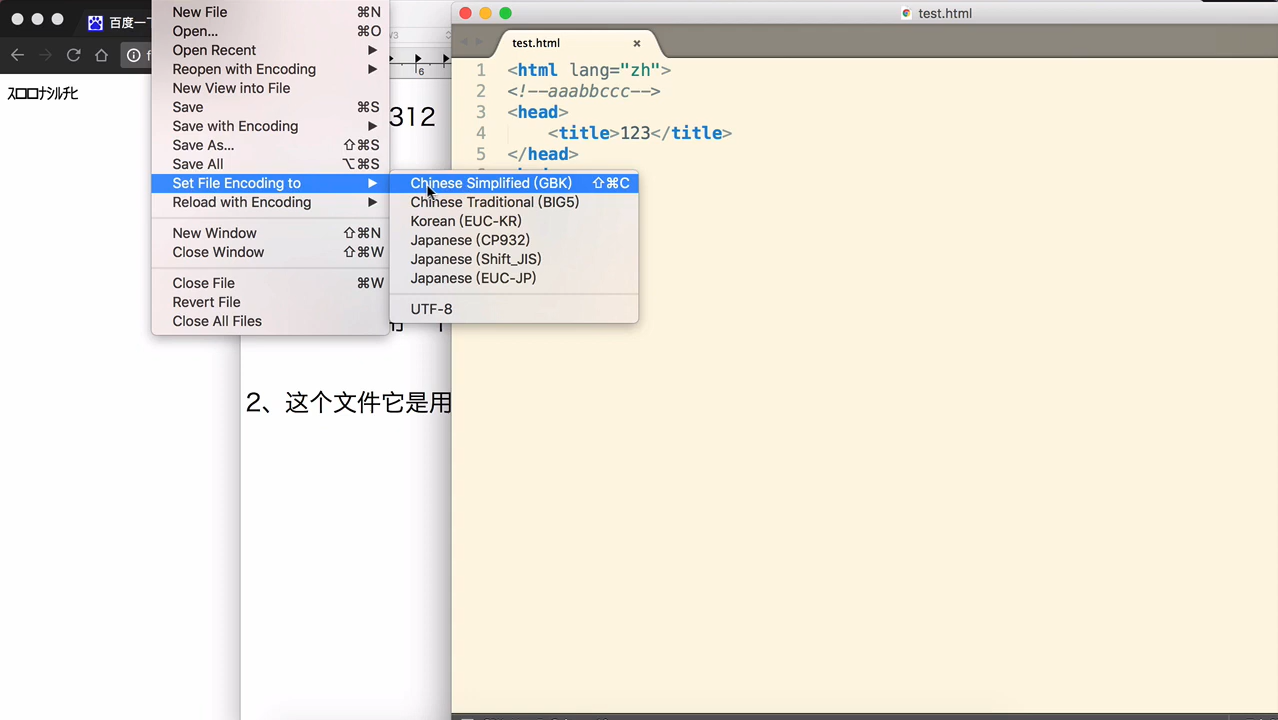 百度一
ｽロロﾅｼﾙﾁﾋ
New File ⌘N
Open... ⌘O
Open Recent
Reopen with Encoding
New View into File
Save ⌘S
Save with Encoding
Save As... ⇧⌘S
Save All ⌥⌘S
Set File Encoding to
Reload with Encoding
New Window ⇧⌘N
Close Window ⇧⌘W
Close File ⌘W
Revert File
Close All Files
Chinese Simplified (GBK) ⇧⌘C
Chinese Traditional (BIG5)
Korean (EUC-KR)
Japanese (CP932)
Japanese (Shift_JIS)
Japanese (EUC-JP)
UTF-8
6
312
2、这个文件它是用
test.html
test.html
1 <html lang="zh">
2 <!--aaabbccc-->
3 <head>
4 <title>123</title>
5 </head>